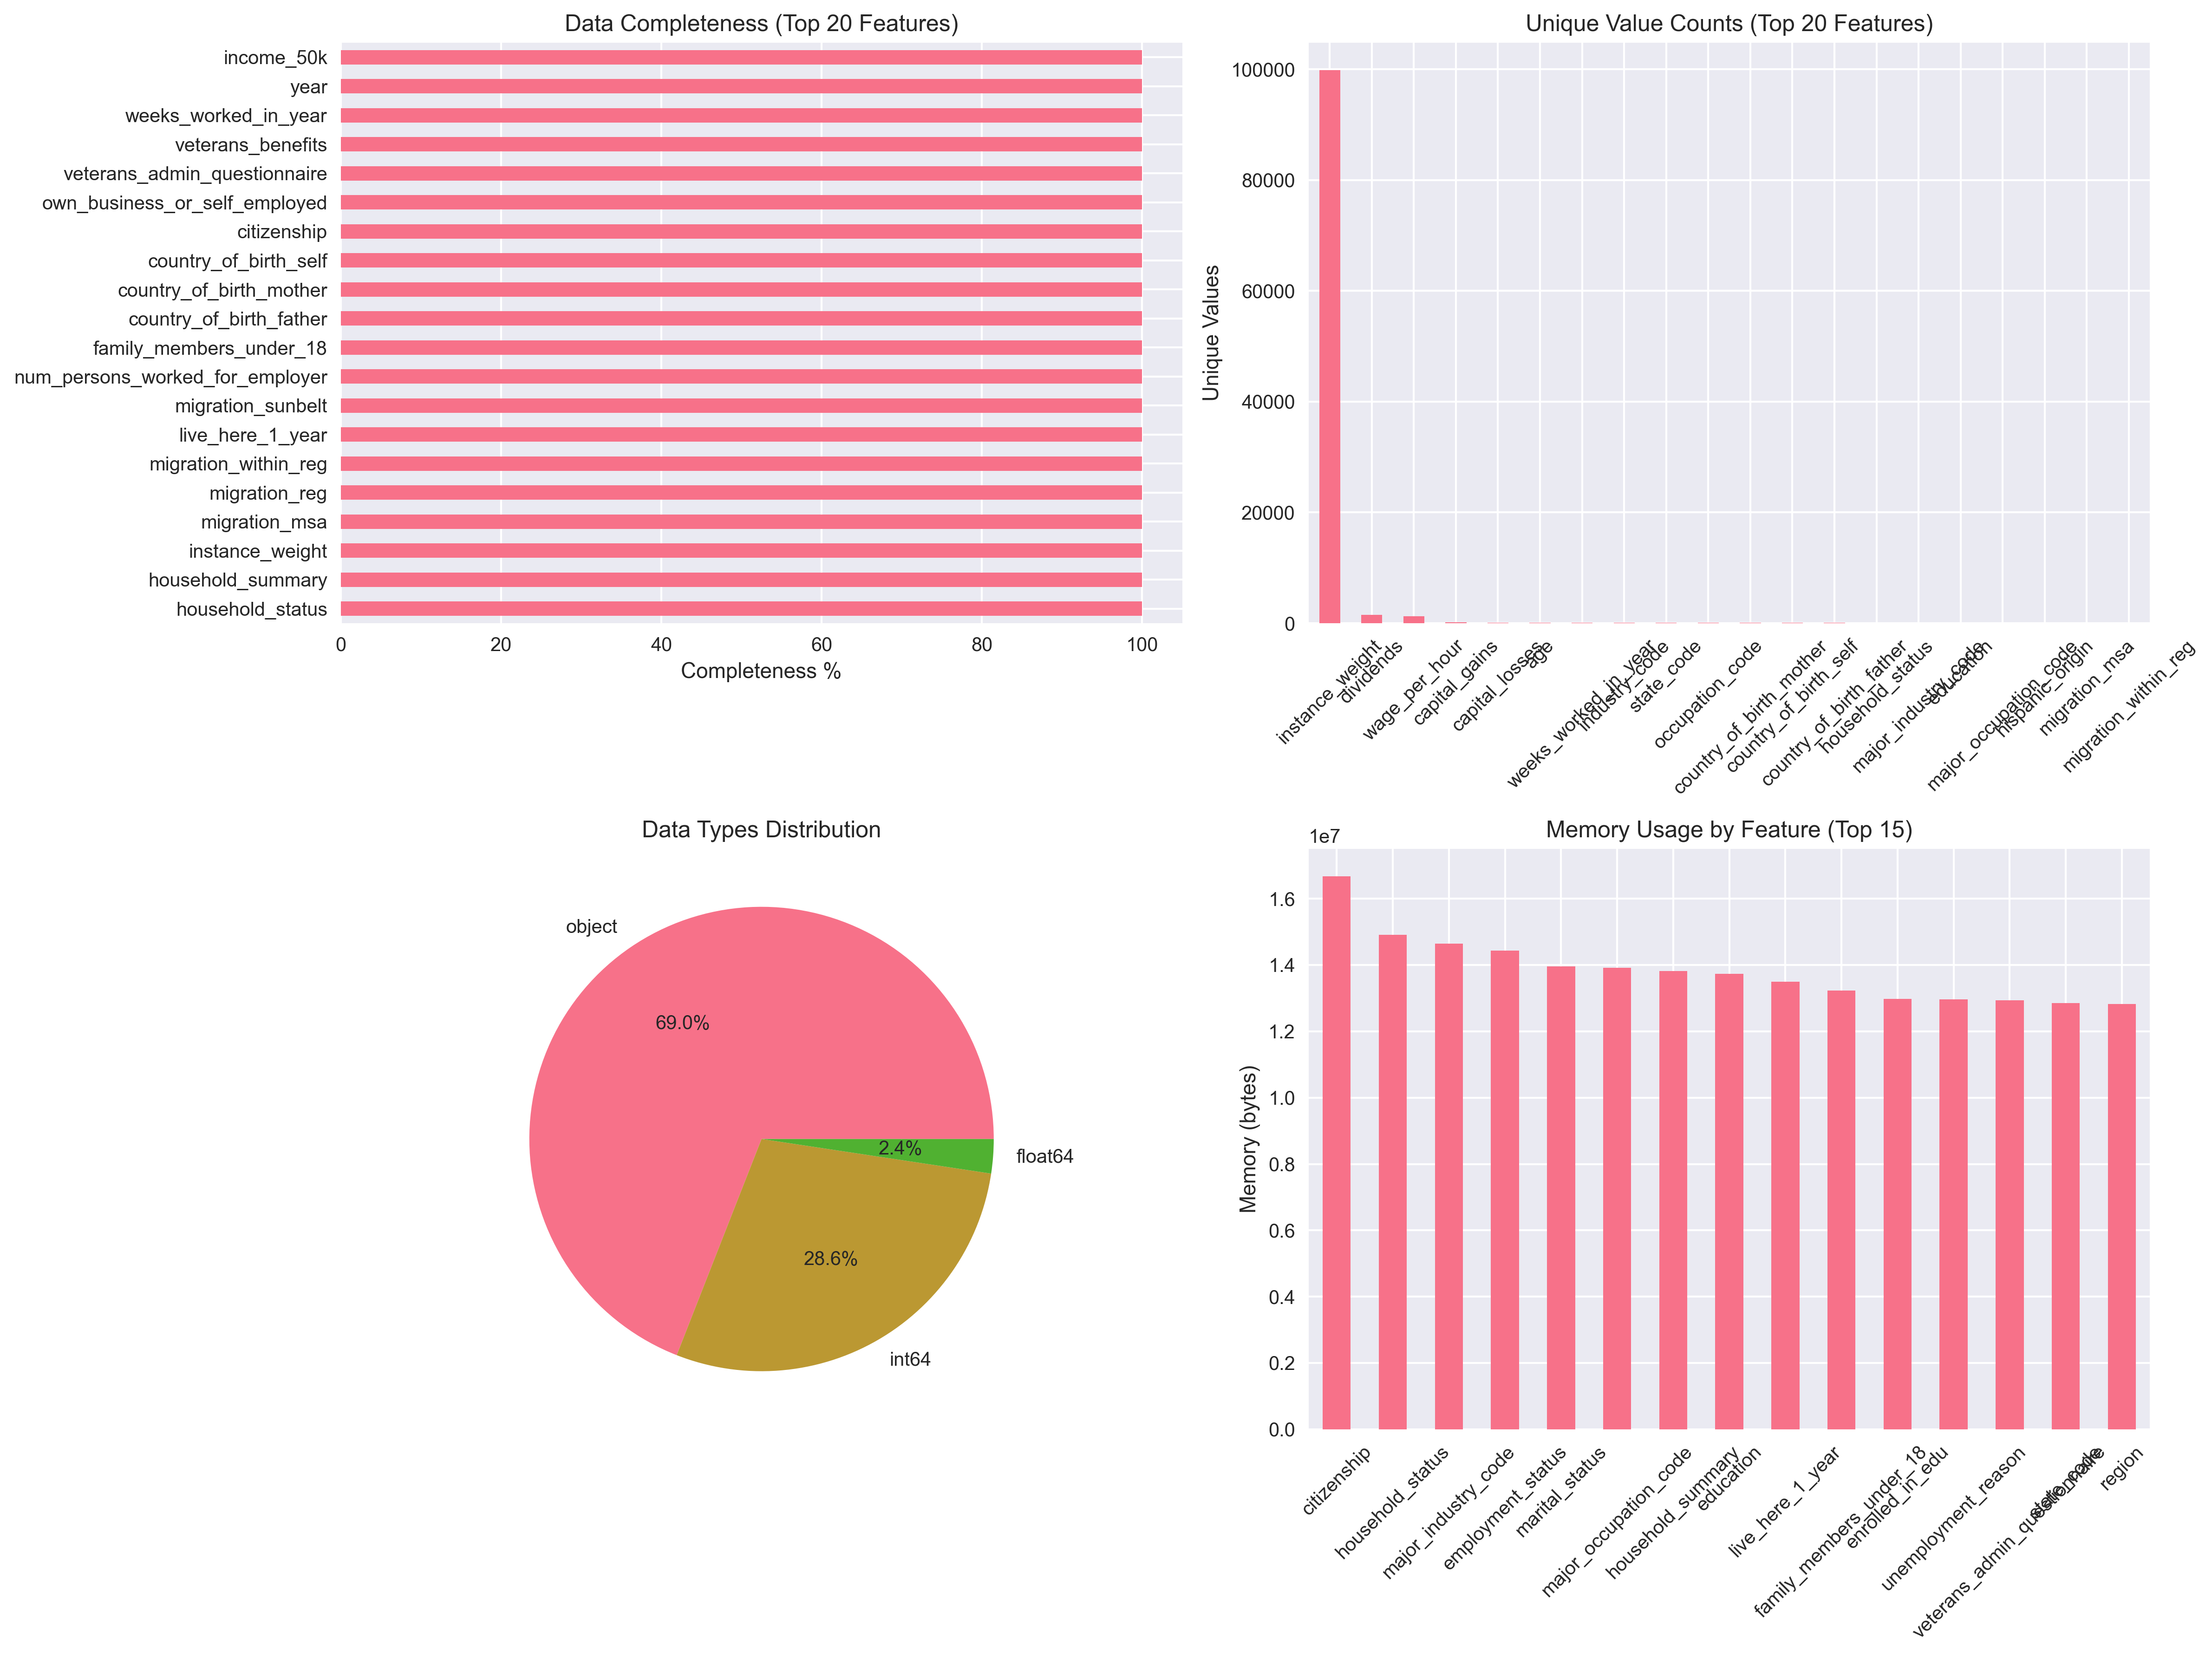 Data Completeness (Top 20 Features)
income_50k
year
weeks_worked_in_year
veterans_benefits
veterans_admin_questionnaire
own_business_or_self_employed
citizenship
country_of_birth_self
country_of_birth_mother
country_of_birth_father
family_members_under_18
num_persons_worked_for_employer
migration_sunbelt
live_here_1_year
migration_within_reg
migration_reg
migration_msa
instance_weight
household_summary
household_status
0 20 40 60 80 100
Completeness %
Unique Value Counts (Top 20 Features)
Unique Values
100000
80000
60000
40000
20000
0
instance_weight
dividends
wage_per_hour
capital_gains
capital_losses
age
weeks_worked_in_year
industry_code
state_code
occupation_code
country_of_birth_mother
country_of_birth_self
country_of_birth_father
household_status
major_industry_code
education
major_occupation_code
hispanic_origin
migration_msa
migration_within_reg
Data Types Distribution
object
69.0%
2.4%
float64
28.6%
int64
Memory Usage by Feature (Top 15)
1e7
Memory (bytes)
1.6
1.4
1.2
1.0
0.8
0.6
0.4
0.2
0.0
citizenship
household_status
major_industry_code
employment_status
marital_status
major_occupation_code
household_summary
education
live_here_1_year
family_members_under_18
enrolled_in_edu
unemployment_reason
veterans_admin_questionnaire
state_code
region